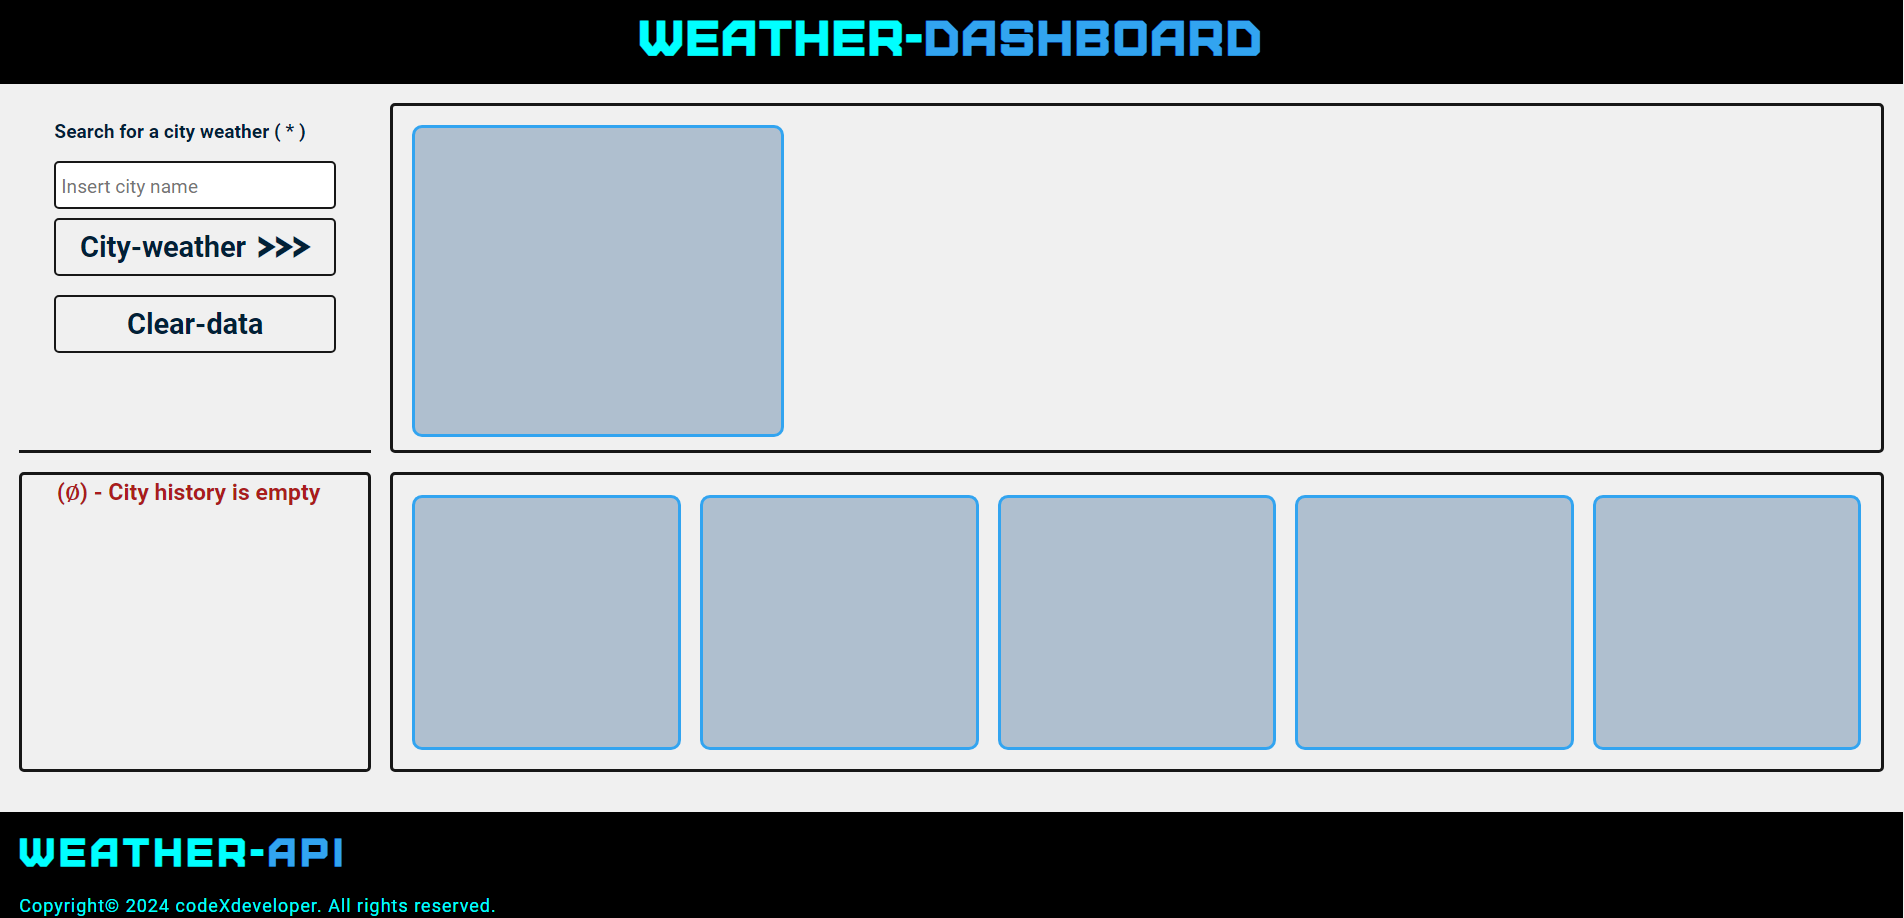 WEATHER-DASHBOARD
Search for a city weather ( * )
Insert city name
City-weather >>>
Clear-data
(Ø) - City history is empty
WEATHER-API
Copyright© 2024 codeXdeveloper. All rights reserved.